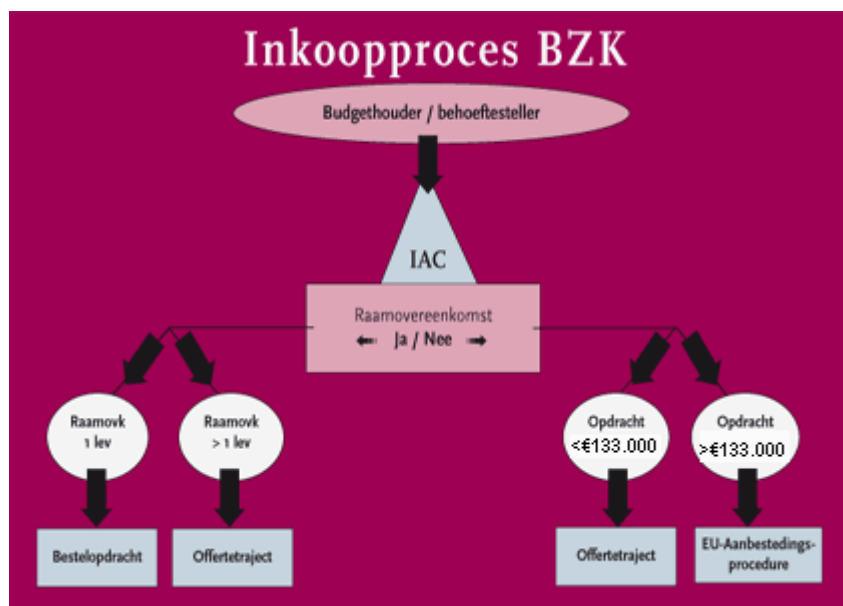 Inkoopproces BZK
Budgethouder / behoeftesteller
IAC
Raamovereenkomst
Ja / Nee
Raamovk
1 lev
Raamovk
> 1 lev
Opdracht
<€133.000
Opdracht
>€133.000
Bestelopdracht
Offertetraject
Offertetraject
EU-Aanbestedings-
procedure